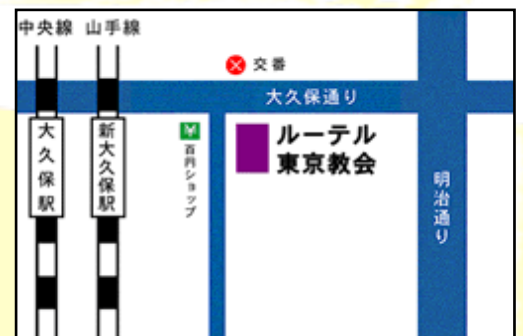 中央線 山手線
交番
大久保通り
大久保駅
新大久保駅
¥
百円ショップ
ルーテル
東京教会
明治通り